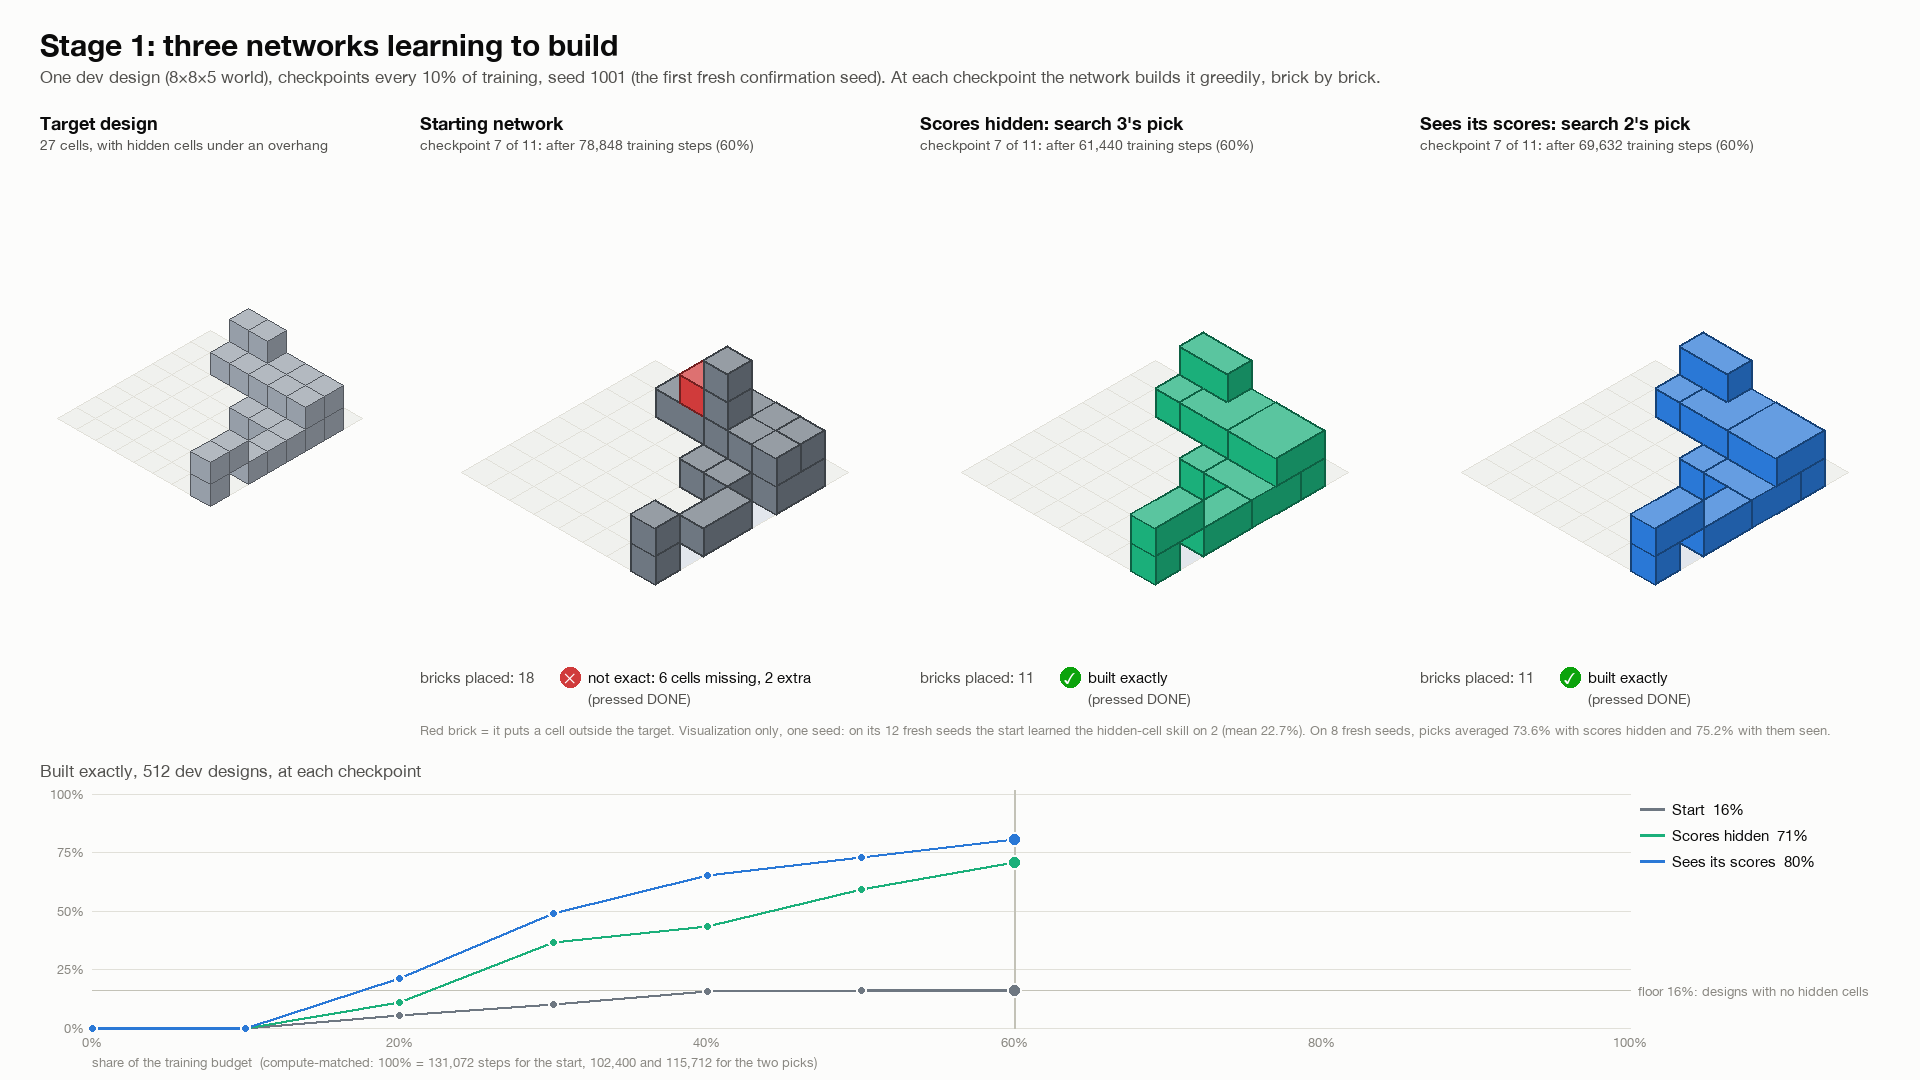 Stage 1: three networks learning to build
One dev design (8×8×5 world), checkpoints every 10% of training, seed 1001 (the first fresh confirmation seed). At each checkpoint the network builds it greedily, brick by brick.
Target design
27 cells, with hidden cells under an overhang
Starting network
checkpoint 7 of 11: after 78,848 training steps (60%)
Scores hidden: search 3's pick
checkpoint 7 of 11: after 61,440 training steps (60%)
Sees its scores: search 2's pick
checkpoint 7 of 11: after 69,632 training steps (60%)
bricks placed: 18
not exact: 6 cells missing, 2 extra
(pressed DONE)
bricks placed: 11
built exactly
(pressed DONE)
bricks placed: 11
built exactly
(pressed DONE)
Red brick = it puts a cell outside the target. Visualization only, one seed: on its 12 fresh seeds the start learned the hidden-cell skill on 2 (mean 22.7%). On 8 fresh seeds, picks averaged 73.6% with scores hidden and 75.2% with them seen.
Built exactly, 512 dev designs, at each checkpoint
100%
75%
50%
25%
0%
0%
20%
40%
60%
80%
100%
Start 16%
Scores hidden 71%
Sees its scores 80%
floor 16%: designs with no hidden cells
share of the training budget (compute-matched: 100% = 131,072 steps for the start, 102,400 and 115,712 for the two picks)